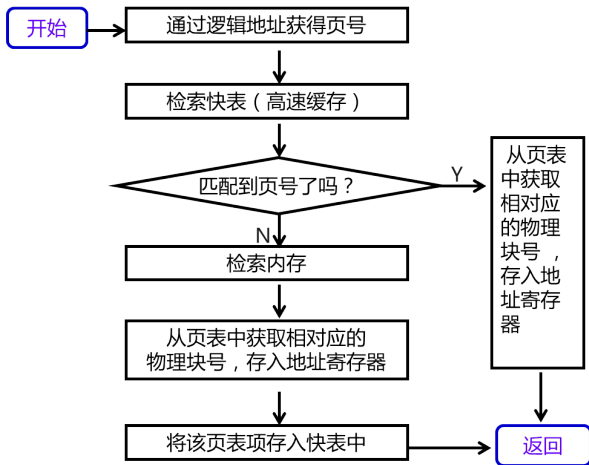 开始
通过逻辑地址获得页号
检索快表（高速缓存）
匹配到页号了吗？
Y
N
从页表
中获取
相对应
的物理
块号，
存入地
址寄存
器
检索内存
从页表中获取相对应的
物理块号，存入地址寄存器
将该页表项存入快表中
返回